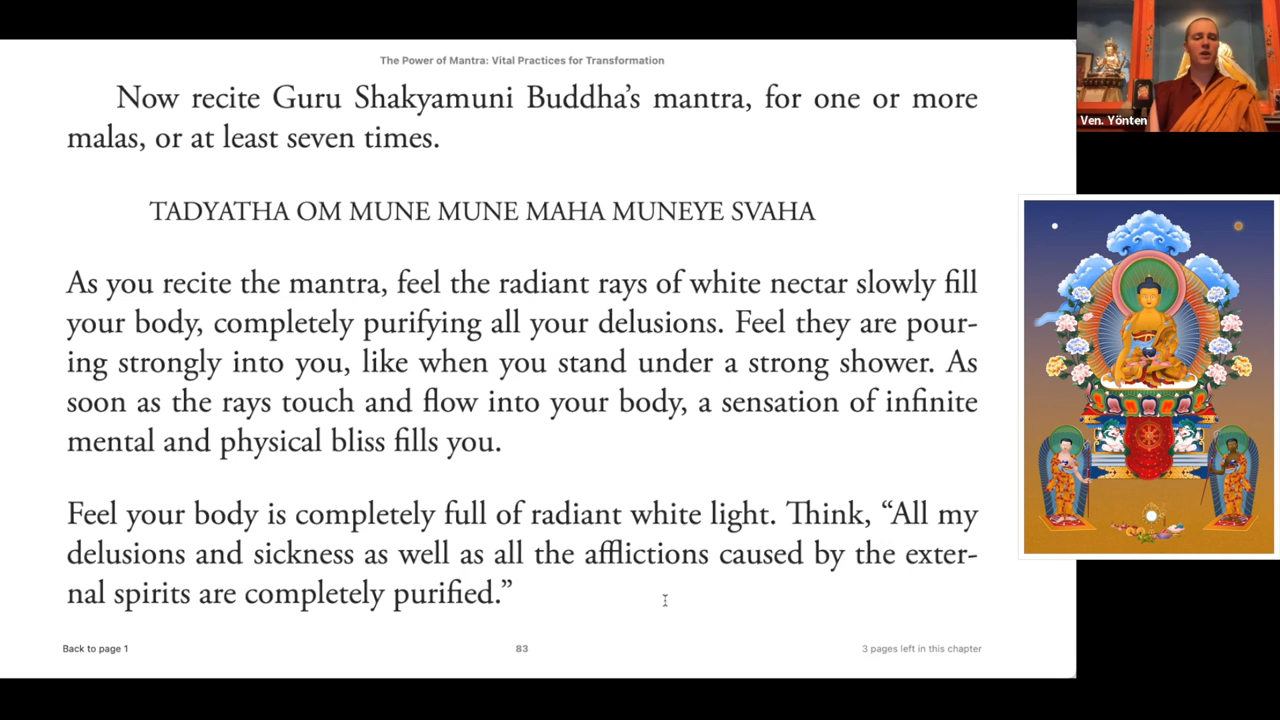 The Power of Mantra: Vital Practices for Transformation
Now recite Guru Shakyamuni Buddha’s mantra, for one or more
malas, or at least seven times.
TADYATHA OM MUNE MUNE MAHA MUNEYE SVAHA
As you recite the mantra, feel the radiant rays of white nectar slowly fill
your body, completely purifying all your delusions. Feel they are pour-
ing strongly into you, like when you stand under a strong shower. As
soon as the rays touch and flow into your body, a sensation of infinite
mental and physical bliss fills you.
Feel your body is completely full of radiant white light. Think, “All my
delusions and sickness as well as all the afflictions caused by the exter-
nal spirits are completely purified.”
Back to page 1
83
3 pages left in this chapter
Ven. Yönten